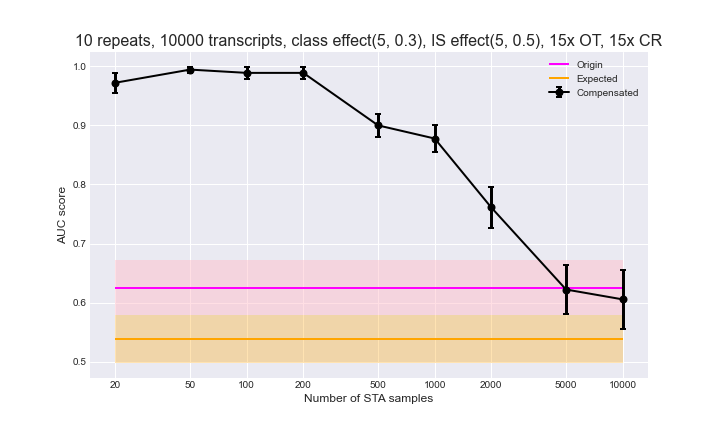 10 repeats, 10000 transcripts, class effect(5, 0.3), IS effect(5, 0.5), 15x OT, 15x CR
Origin
Expected
Compensated
AUC score
1.0
0.9
0.8
0.7
0.6
0.5
20 50 100 200 500 1000 2000 5000 10000
Number of STA samples